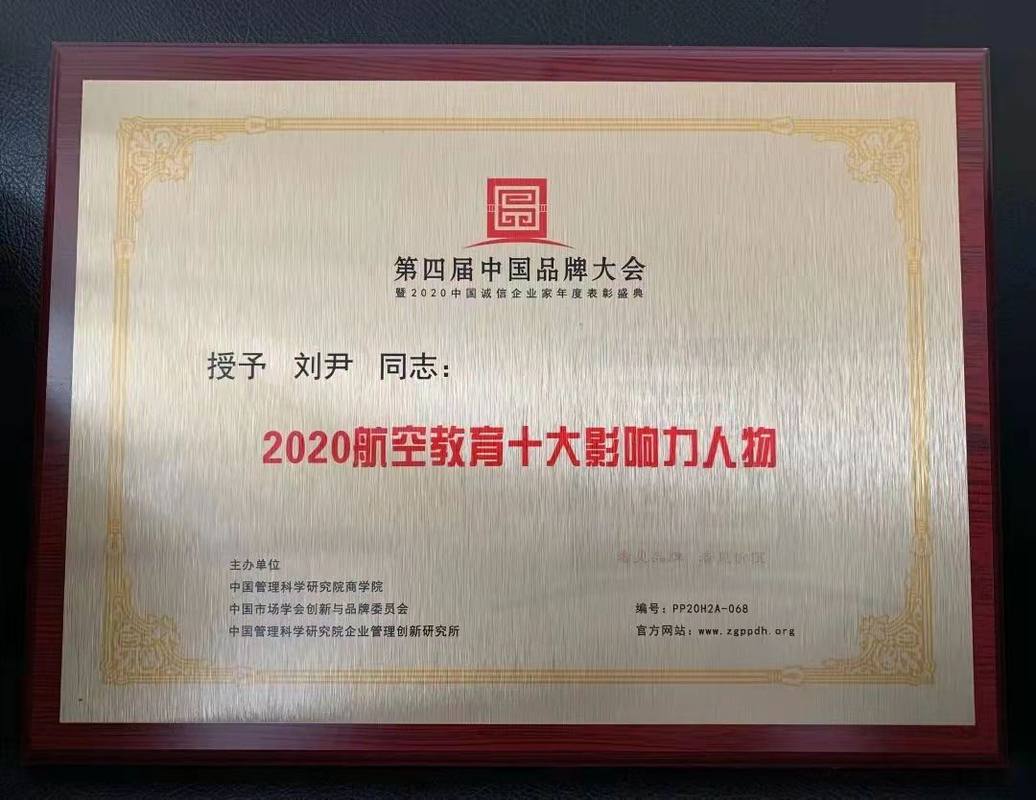 第四届中国品牌大会
暨2020中国诚信企业家年度表彰盛典
授予 刘尹 同志：
2020航空教育十大影响力人物
主办单位
中国管理科学研究院商学院
中国市场学会创新与品牌委员会
中国管理科学研究院企业管理创新研究所
编号：PP20H2A-068
官方网站：www.zgppdh.org